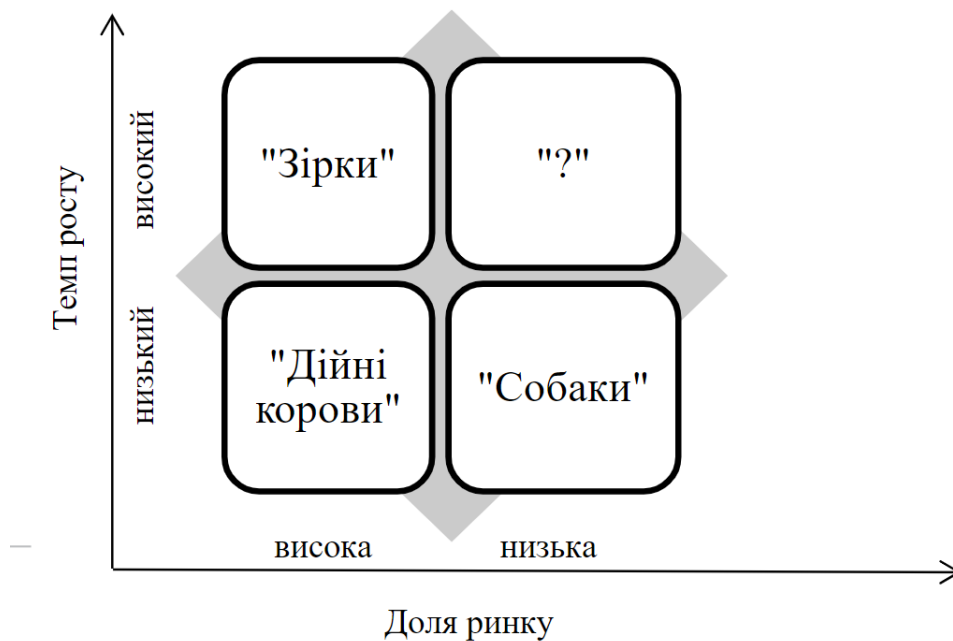 Темп росту
високий
низький
"Зірки"
"?"
"Дійні
корови"
"Собаки"
висока
низька
Доля ринку